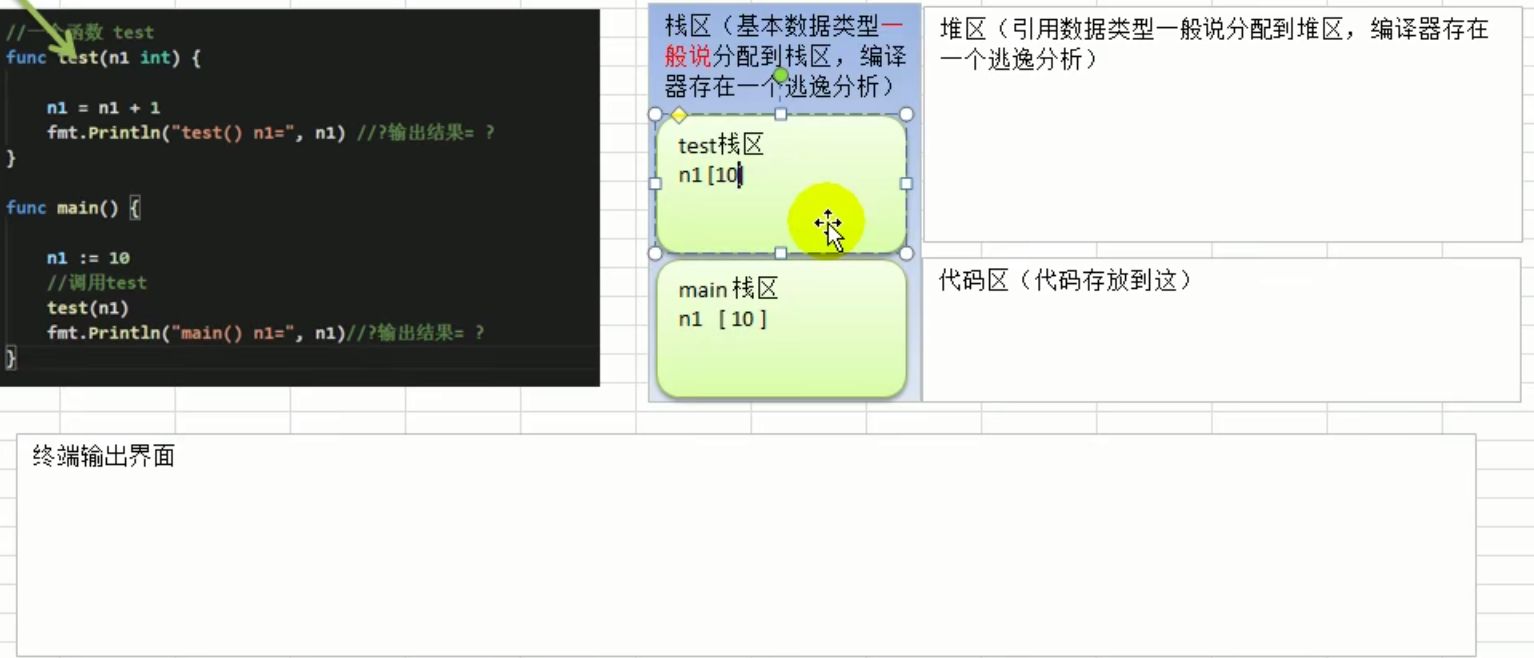 //一个函数 test
func test(n1 int) {
n1 = n1 + 1
fmt.Println("test() n1=", n1) //?输出结果= ?
}
func main() {
n1 := 10
//调用test
test(n1)
fmt.Println("main() n1=", n1)//?输出结果= ?
}
栈区（基本数据类型一
般说分配到栈区，编译
器存在一个逃逸分析）
test栈区
n1 [10
main 栈区
n1 [ 10 ]
堆区（引用数据类型一般说分配到堆区，编译器存在
一个逃逸分析）
代码区（代码存放到这）
终端输出界面